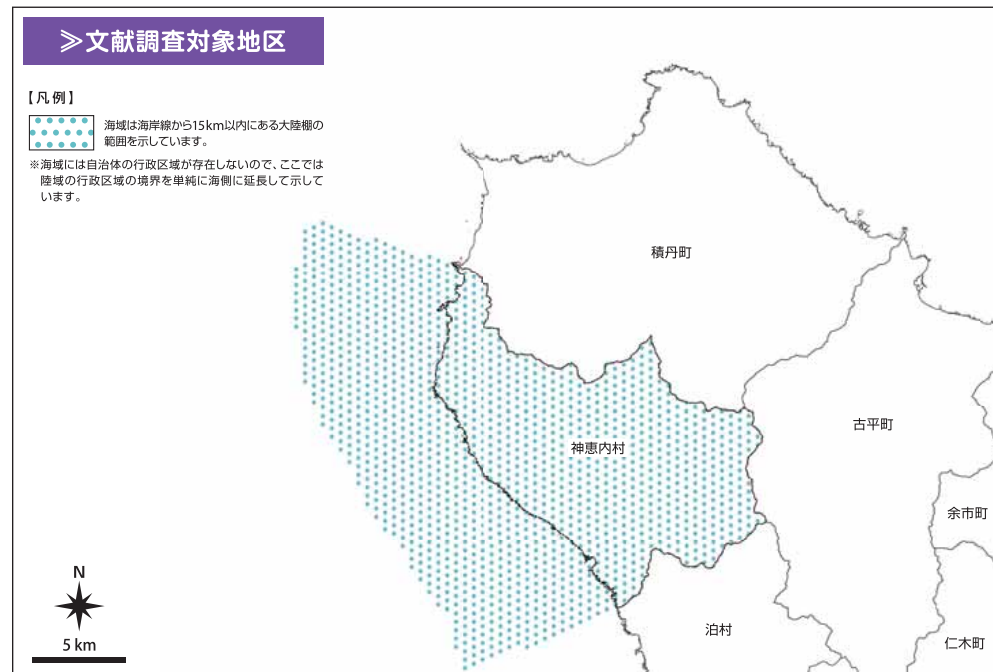 ≫文献調査対象地区
【凡例】
海域は海岸線から15km以内にある大陸棚の
範囲を示しています。
※海域には自治体の行政区域が存在しないので、ここでは
陸域の行政区域の境界を単純に海側に延長して示して
います。
積丹町
古平町
神恵内村
余市町
N
泊村
仁木町
5 km